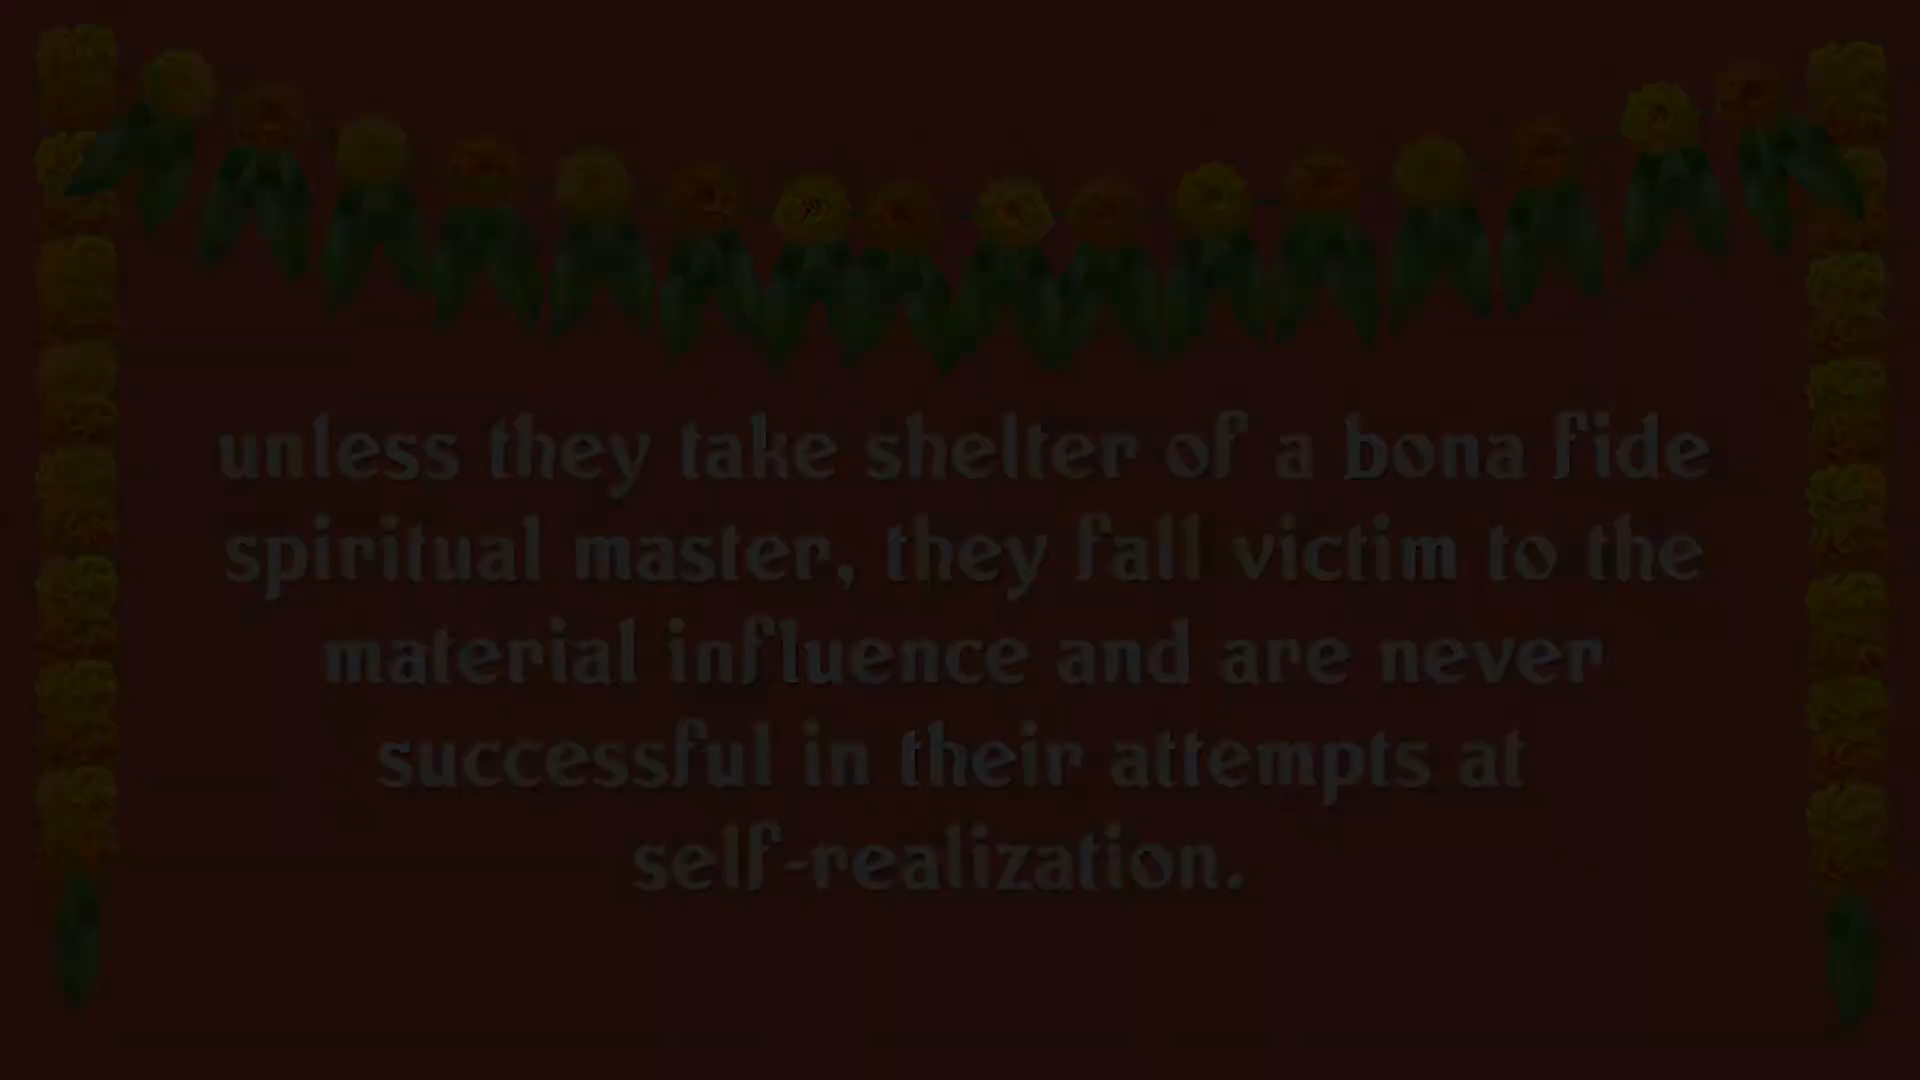 unless they take shelter of a bona fide
spiritual master, they fall victim to the
material influence and are never
successful in their attempts at
self-realization.